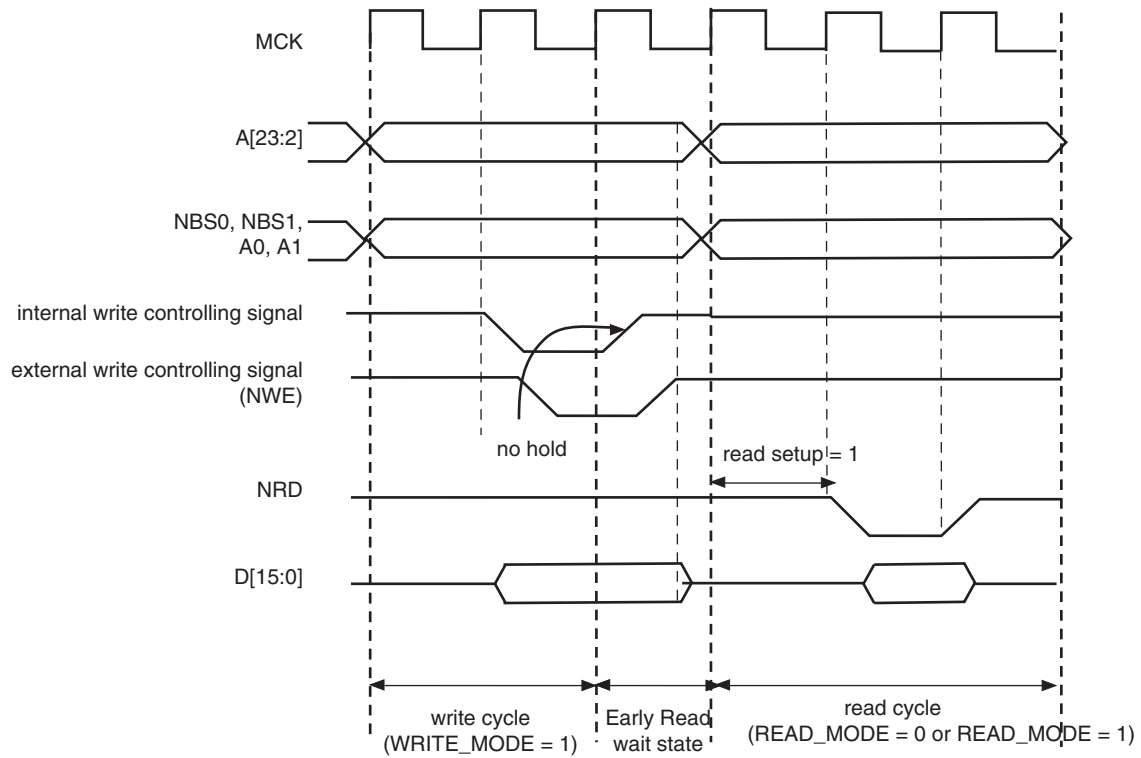 MCK
A[23:2]
NBS0, NBS1,
A0, A1
internal write controlling signal
external write controlling signal
(NWE)
no hold
read setup = 1
NRD
D[15:0]
write cycle
(WRITE_MODE = 1)
Early Read
wait state
read cycle
(READ_MODE = 0 or READ_MODE = 1)